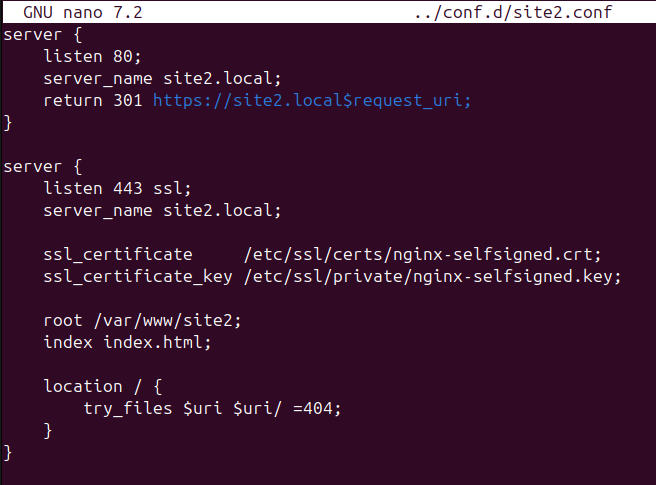 GNU nano 7.2 ../conf.d/site2.conf
server {
    listen 80;
    server_name site2.local;
    return 301 https://site2.local$request_uri;
}

server {
    listen 443 ssl;
    server_name site2.local;

    ssl_certificate     /etc/ssl/certs/nginx-selfsigned.crt;
    ssl_certificate_key /etc/ssl/private/nginx-selfsigned.key;

    root /var/www/site2;
    index index.html;

    location / {
        try_files $uri $uri/ =404;
    }
}